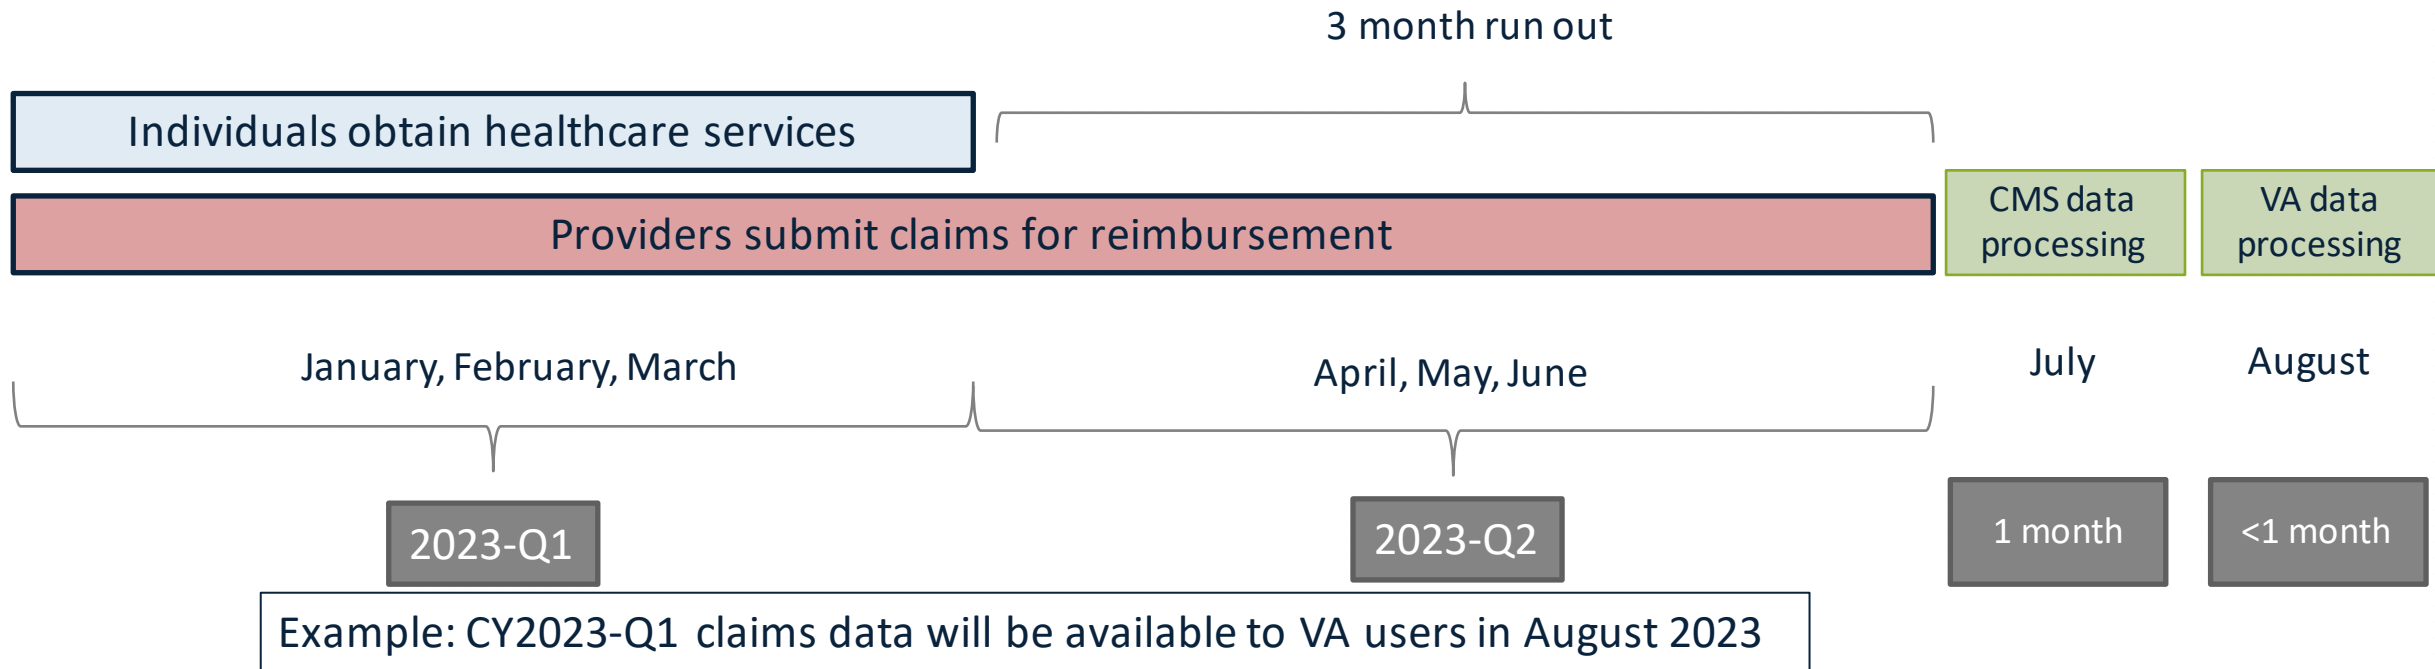 3 month run out
Individuals obtain healthcare services
Providers submit claims for reimbursement
CMS data
processing
VA data
processing
January, February, March
April, May, June
July
August
2023-Q1
2023-Q2
1 month
<1 month
Example: CY2023-Q1 claims data will be available to VA users in August 2023